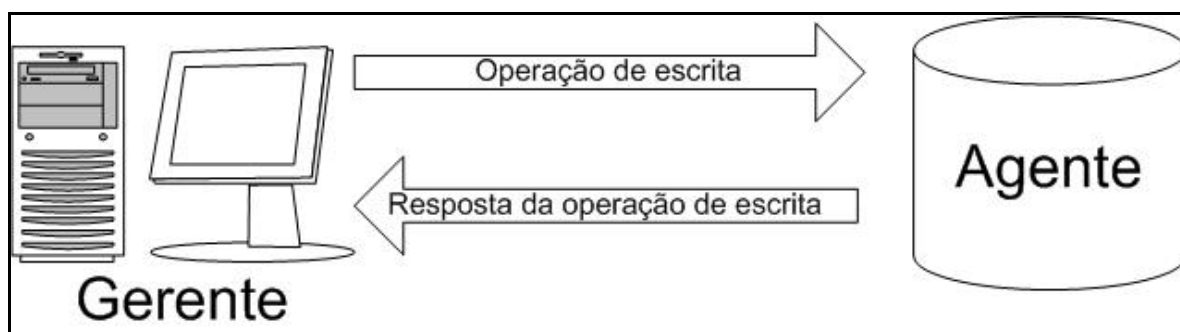 Operação de escrita
Resposta da operação de escrita
Agente
Gerente